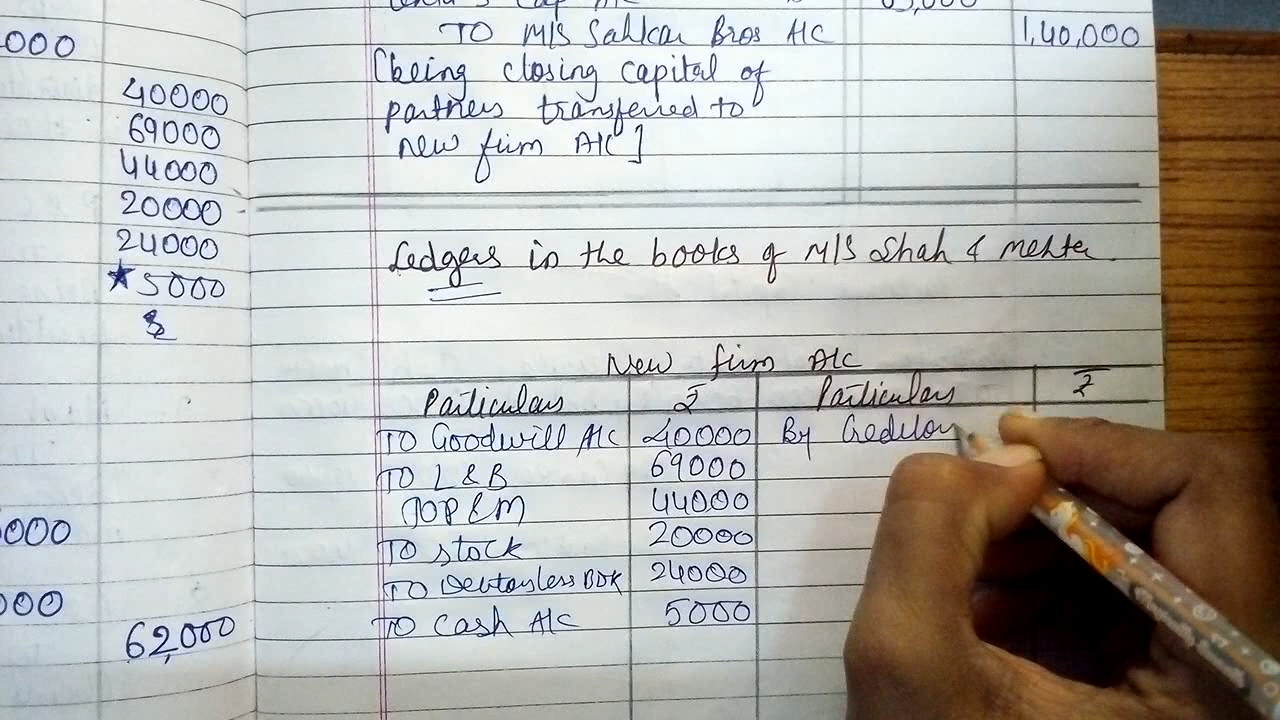 000
40000
69000
44000
20000
24000
★5000
000
000
62,000
TO M/S Sahkar Bros A/C 1,40,000
[being closing capital of
partners transferred to
new firm A/C]
Ledgers in the books of M/S Shah & Mehta
New firm A/C
Particulars ₹ Particulars ₹
TO Goodwill A/C 40000 By Creditors
TO L & B 69000
TO P & M 44000
TO stock 20000
TO Debtors less BDR 24000
TO Cash A/C 5000